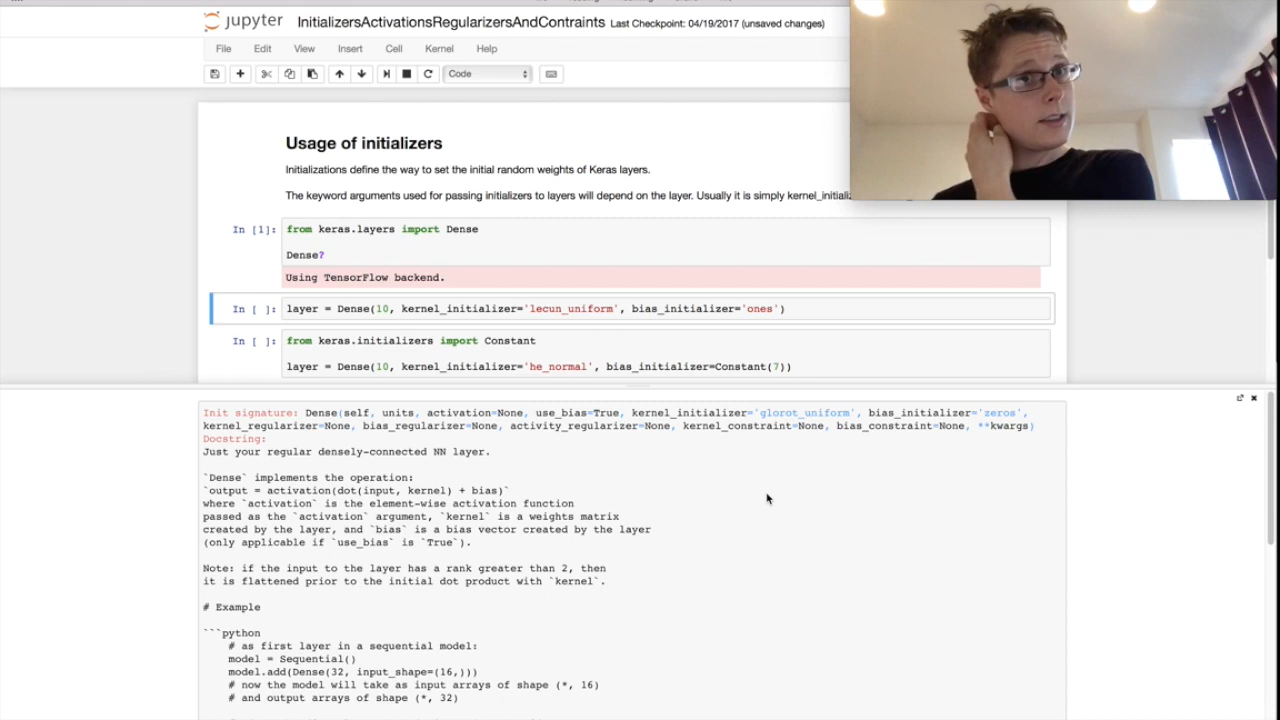 jupyter InitializersActivationsRegularizersAndContraints Last Checkpoint: 04/19/2017 (unsaved changes)
File Edit View Insert Cell Kernel Help
Code
Usage of initializers
Initializations define the way to set the initial random weights of Keras layers.
The keyword arguments used for passing initializers to layers will depend on the layer. Usually it is simply
In [1]: from keras.layers import Dense
Dense?
Using TensorFlow backend.
In [ ]: layer = Dense(10, kernel_initializer='lecun_uniform', bias_initializer='ones')
In [ ]: from keras.initializers import Constant
layer = Dense(10, kernel_initializer='he_normal', bias_initializer=Constant(7))
Init signature: Dense(self, units, activation=None, use_bias=True, kernel_initializer='glorot_uniform', bias_initializer='zeros',
kernel_regularizer=None, bias_regularizer=None, activity_regularizer=None, kernel_constraint=None, bias_constraint=None, **kwargs)
Docstring:
Just your regular densely-connected NN layer.
`Dense` implements the operation:
`output = activation(dot(input, kernel) + bias)`
where `activation` is the element-wise activation function
passed as the `activation` argument, `kernel` is a weights matrix
created by the layer, and `bias` is a bias vector created by the layer
(only applicable if `use_bias` is `True`).
Note: if the input to the layer has a rank greater than 2, then
it is flattened prior to the initial dot product with `kernel`.
# Example
```python
# as first layer in a sequential model:
model = Sequential()
model.add(Dense(32, input_shape=(16,)))
# now the model will take as input arrays of shape (*, 16)
# and output arrays of shape (*, 32)